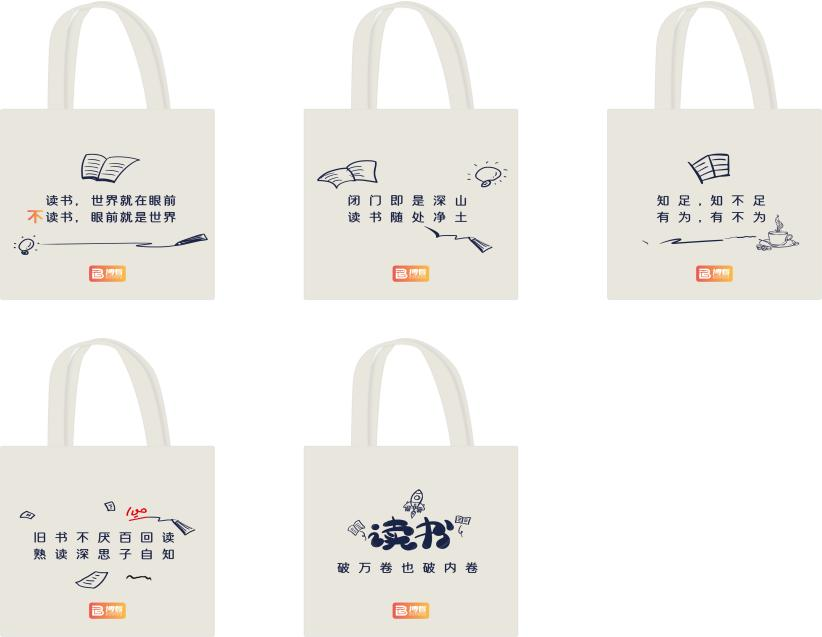 读书，世界就在眼前
不读书，眼前就是世界
闭门即是深山
读书随处净土
知足,知不足
有为,有不为
100
旧书不厌百回读
熟读深思子自知
读书
破万卷也破内卷